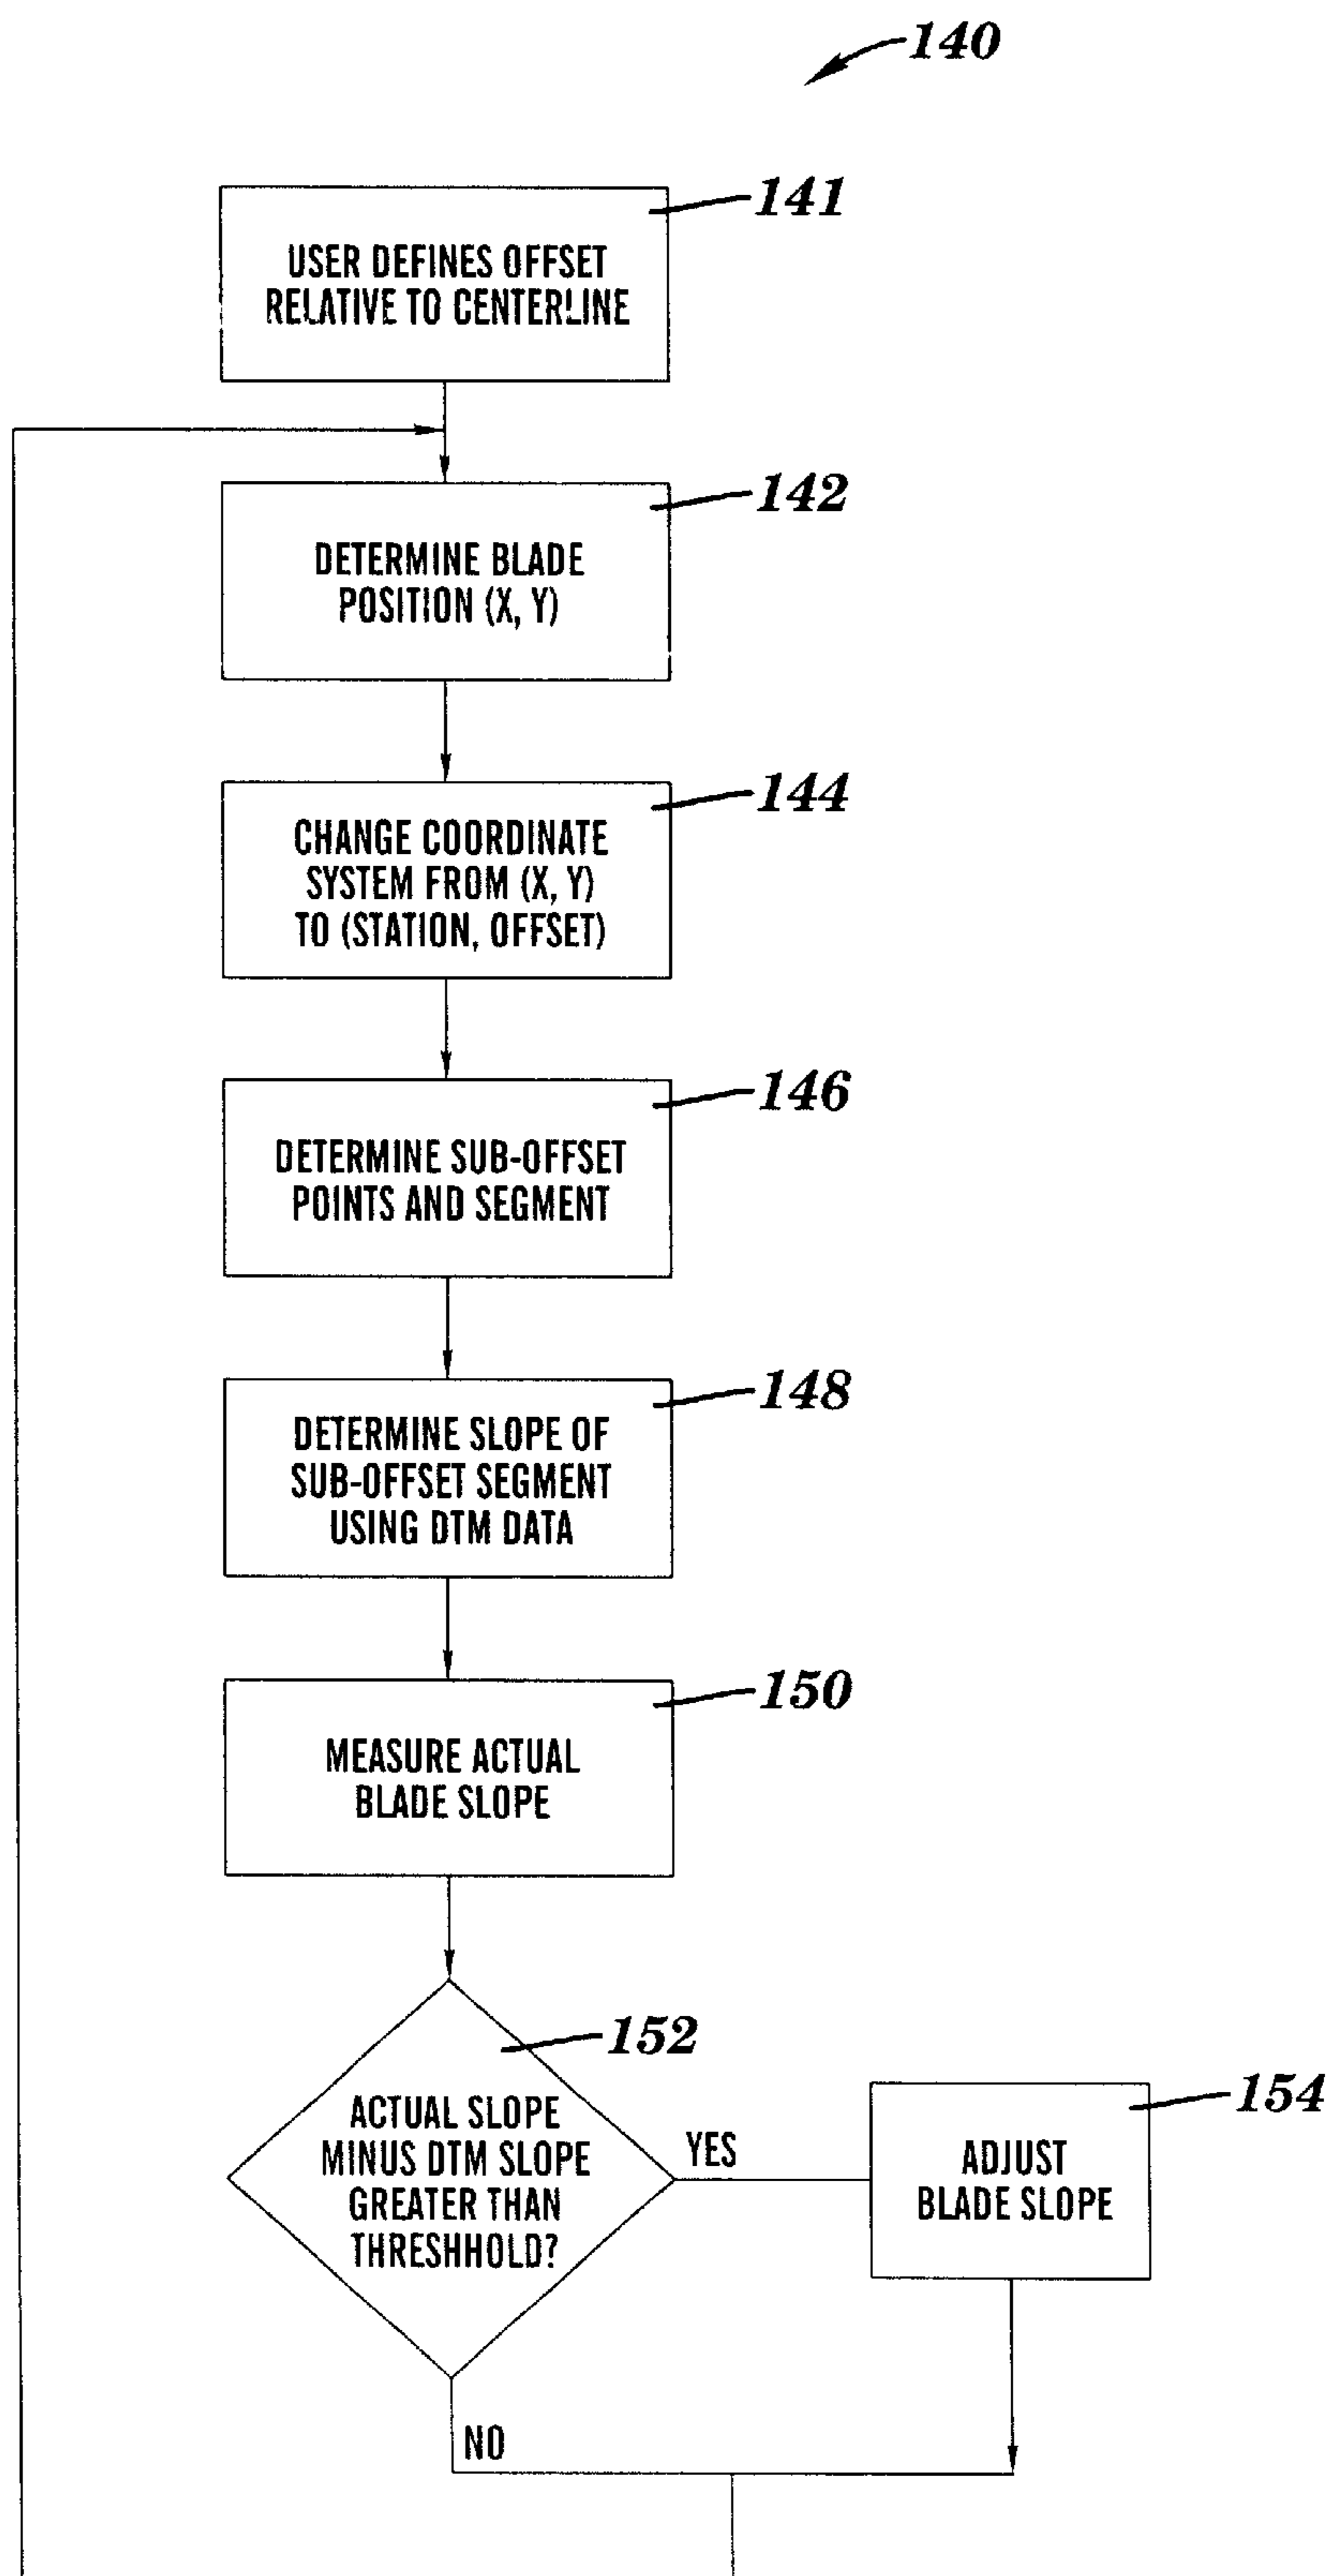 140
141
USER DEFINES OFFSET
RELATIVE TO CENTERLINE
142
DETERMINE BLADE
POSITION (X, Y)
144
CHANGE COORDINATE
SYSTEM FROM (X, Y)
TO (STATION, OFFSET)
146
DETERMINE SUB-OFFSET
POINTS AND SEGMENT
148
DETERMINE SLOPE OF
SUB-OFFSET SEGMENT
USING DTM DATA
150
MEASURE ACTUAL
BLADE SLOPE
152
ACTUAL SLOPE
MINUS DTM SLOPE
GREATER THAN
THRESHHOLD?
YES
154
ADJUST
BLADE SLOPE
NO